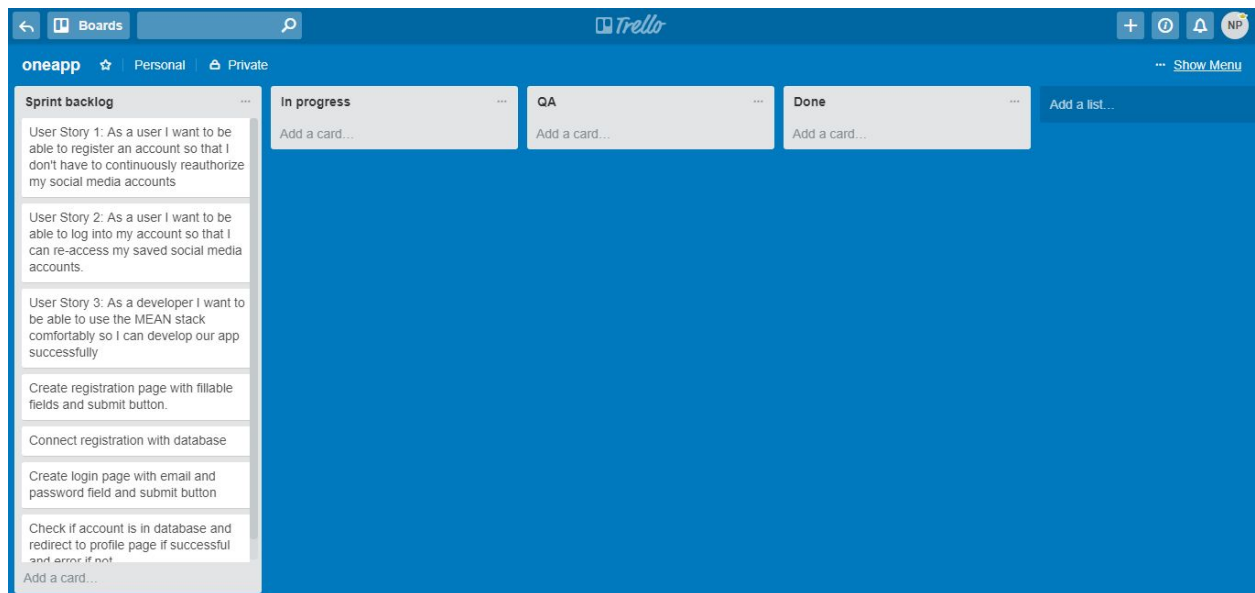 Boards
Trello
NP
oneapp
Personal
Private
... Show Menu
Sprint backlog
...
User Story 1: As a user I want to be
able to register an account so that I
don't have to continuously reauthorize
my social media accounts
User Story 2: As a user I want to be
able to log into my account so that I
can re-access my saved social media
accounts.
User Story 3: As a developer I want to
be able to use the MEAN stack
comfortably so I can develop our app
successfully
Create registration page with fillable
fields and submit button.
Connect registration with database
Create login page with email and
password field and submit button
Check if account is in database and
redirect to profile page if successful
and error if not
Add a card...
In progress
...
Add a card...
QA
...
Add a card...
Done
...
Add a card...
Add a list...